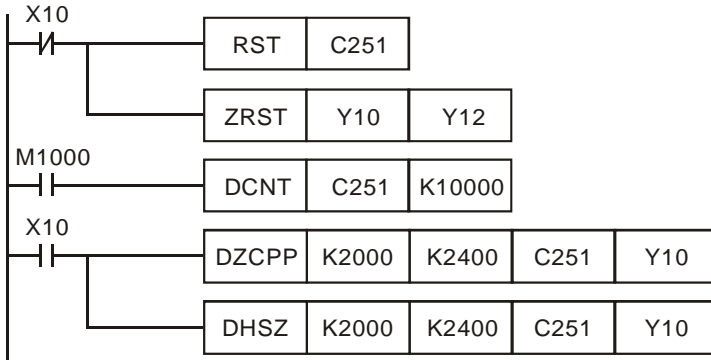 X10
RST C251
ZRST Y10 Y12
M1000
DCNT C251 K10000
X10
DZCPP K2000 K2400 C251 Y10
DHSZ K2000 K2400 C251 Y10